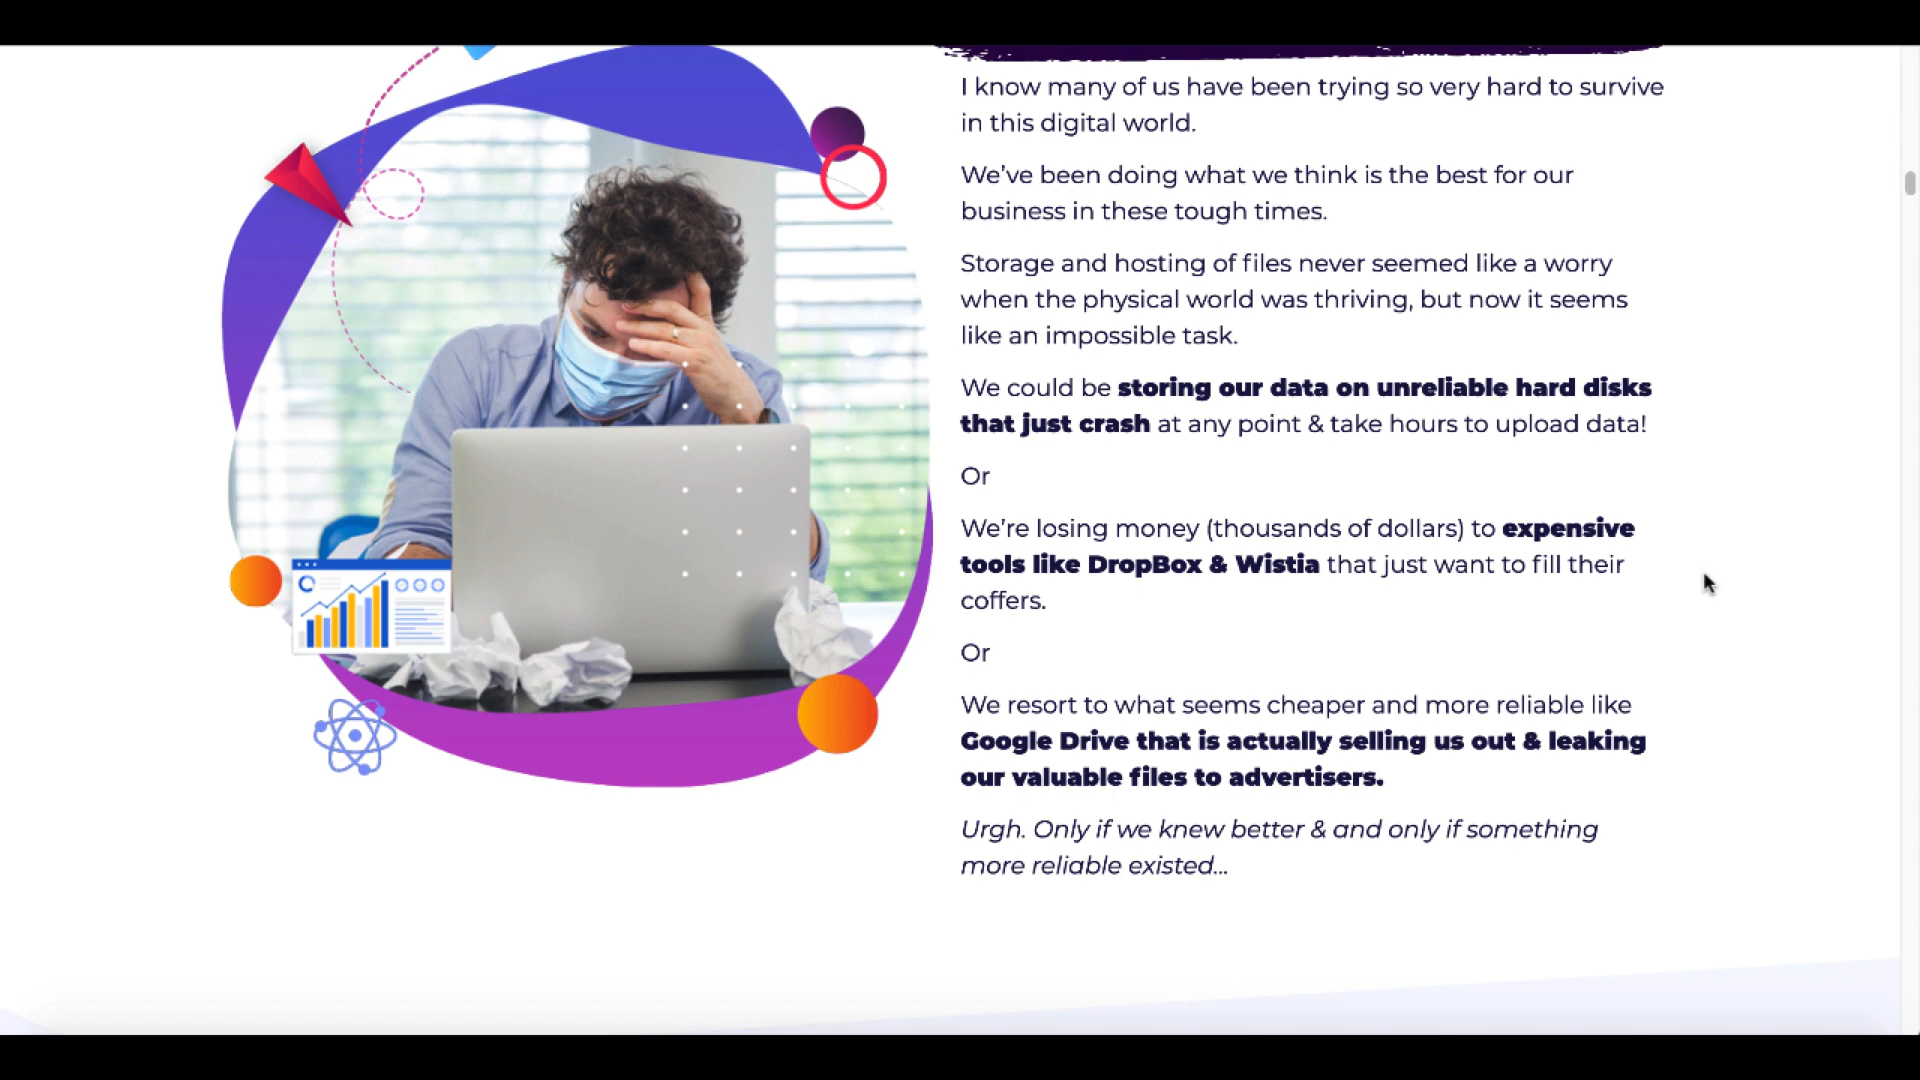 I know many of us have been trying so very hard to survive
in this digital world.
We've been doing what we think is the best for our
business in these tough times.
Storage and hosting of files never seemed like a worry
when the physical world was thriving, but now it seems
like an impossible task.
We could be storing our data on unreliable hard disks
that just crash at any point & take hours to upload data!
Or
We're losing money (thousands of dollars) to expensive
tools like DropBox & Wistia that just want to fill their
coffers.
Or
We resort to what seems cheaper and more reliable like
Google Drive that is actually selling us out & leaking
our valuable files to advertisers.
Urgh. Only if we knew better & and only if something
more reliable existed...